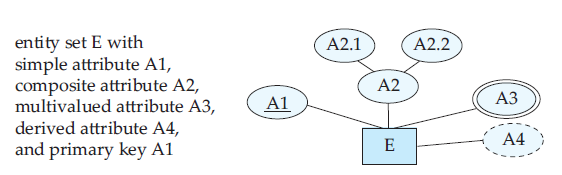 entity set E with
simple attribute A1,
composite attribute A2,
multivalued attribute A3,
derived attribute A4,
and primary key A1
A2.1
A2.2
A2
A1
A3
A4
E